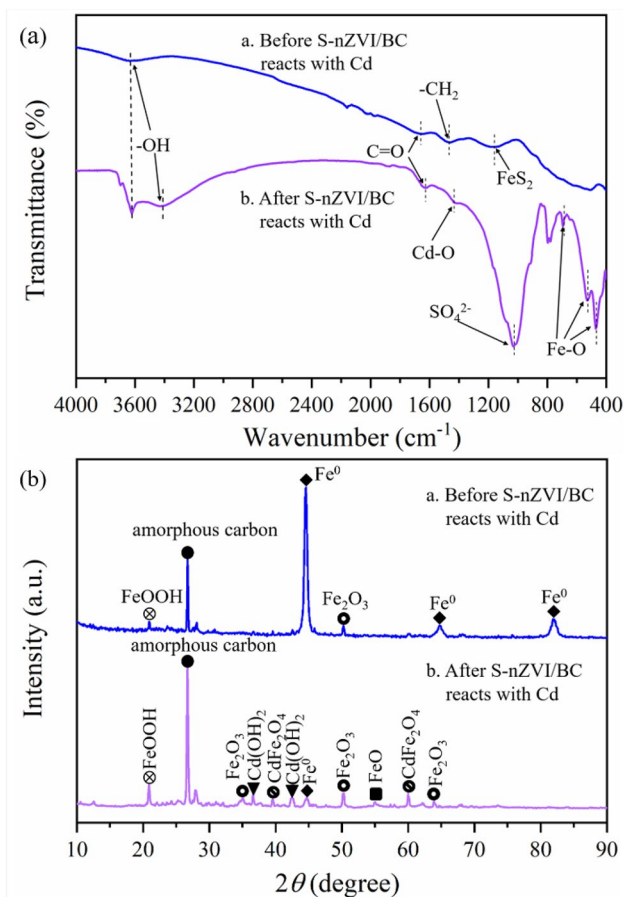 (a)
a. Before S-nZVI/BC
reacts with Cd
-CH₂
-OH
C=O
FeS₂
b. After S-nZVI/BC
reacts with Cd
Cd-O
SO₄²⁻
Fe-O
Transmittance (%)
4000 3600 3200 2800 2400 2000 1600 1200 800 400
Wavenumber (cm⁻¹)
(b)
Fe⁰
a. Before S-nZVI/BC
reacts with Cd
amorphous carbon
FeOOH
Fe₂O₃
Fe⁰
Fe⁰
amorphous carbon
b. After S-nZVI/BC
reacts with Cd
FeOOH
Fe₂O₃
Cd(OH)₂
CdFe₂O₄
Cd(OH)₂
Fe⁰
Fe₂O₃
FeO
CdFe₂O₄
Fe₂O₃
Intensity (a.u.)
10 20 30 40 50 60 70 80 90
2θ (degree)